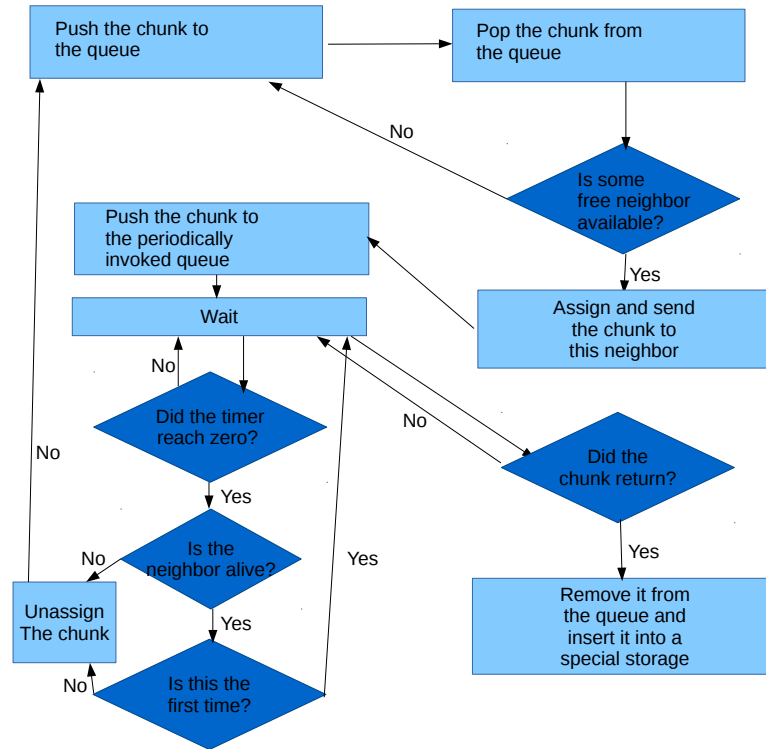 Push the chunk to
the queue
Pop the chunk from
the queue
No
Is some
free neighbor
available?
Push the chunk to
the periodically
invoked queue
Yes
Assign and send
the chunk to
this neighbor
Wait
No
Did the timer
reach zero?
No
Did the
chunk return?
No
Yes
Yes
Is the
neighbor alive?
No
Yes
Yes
Remove it from
the queue and
insert it into a
special storage
Unassign
The chunk
Yes
No
Is this the
first time?